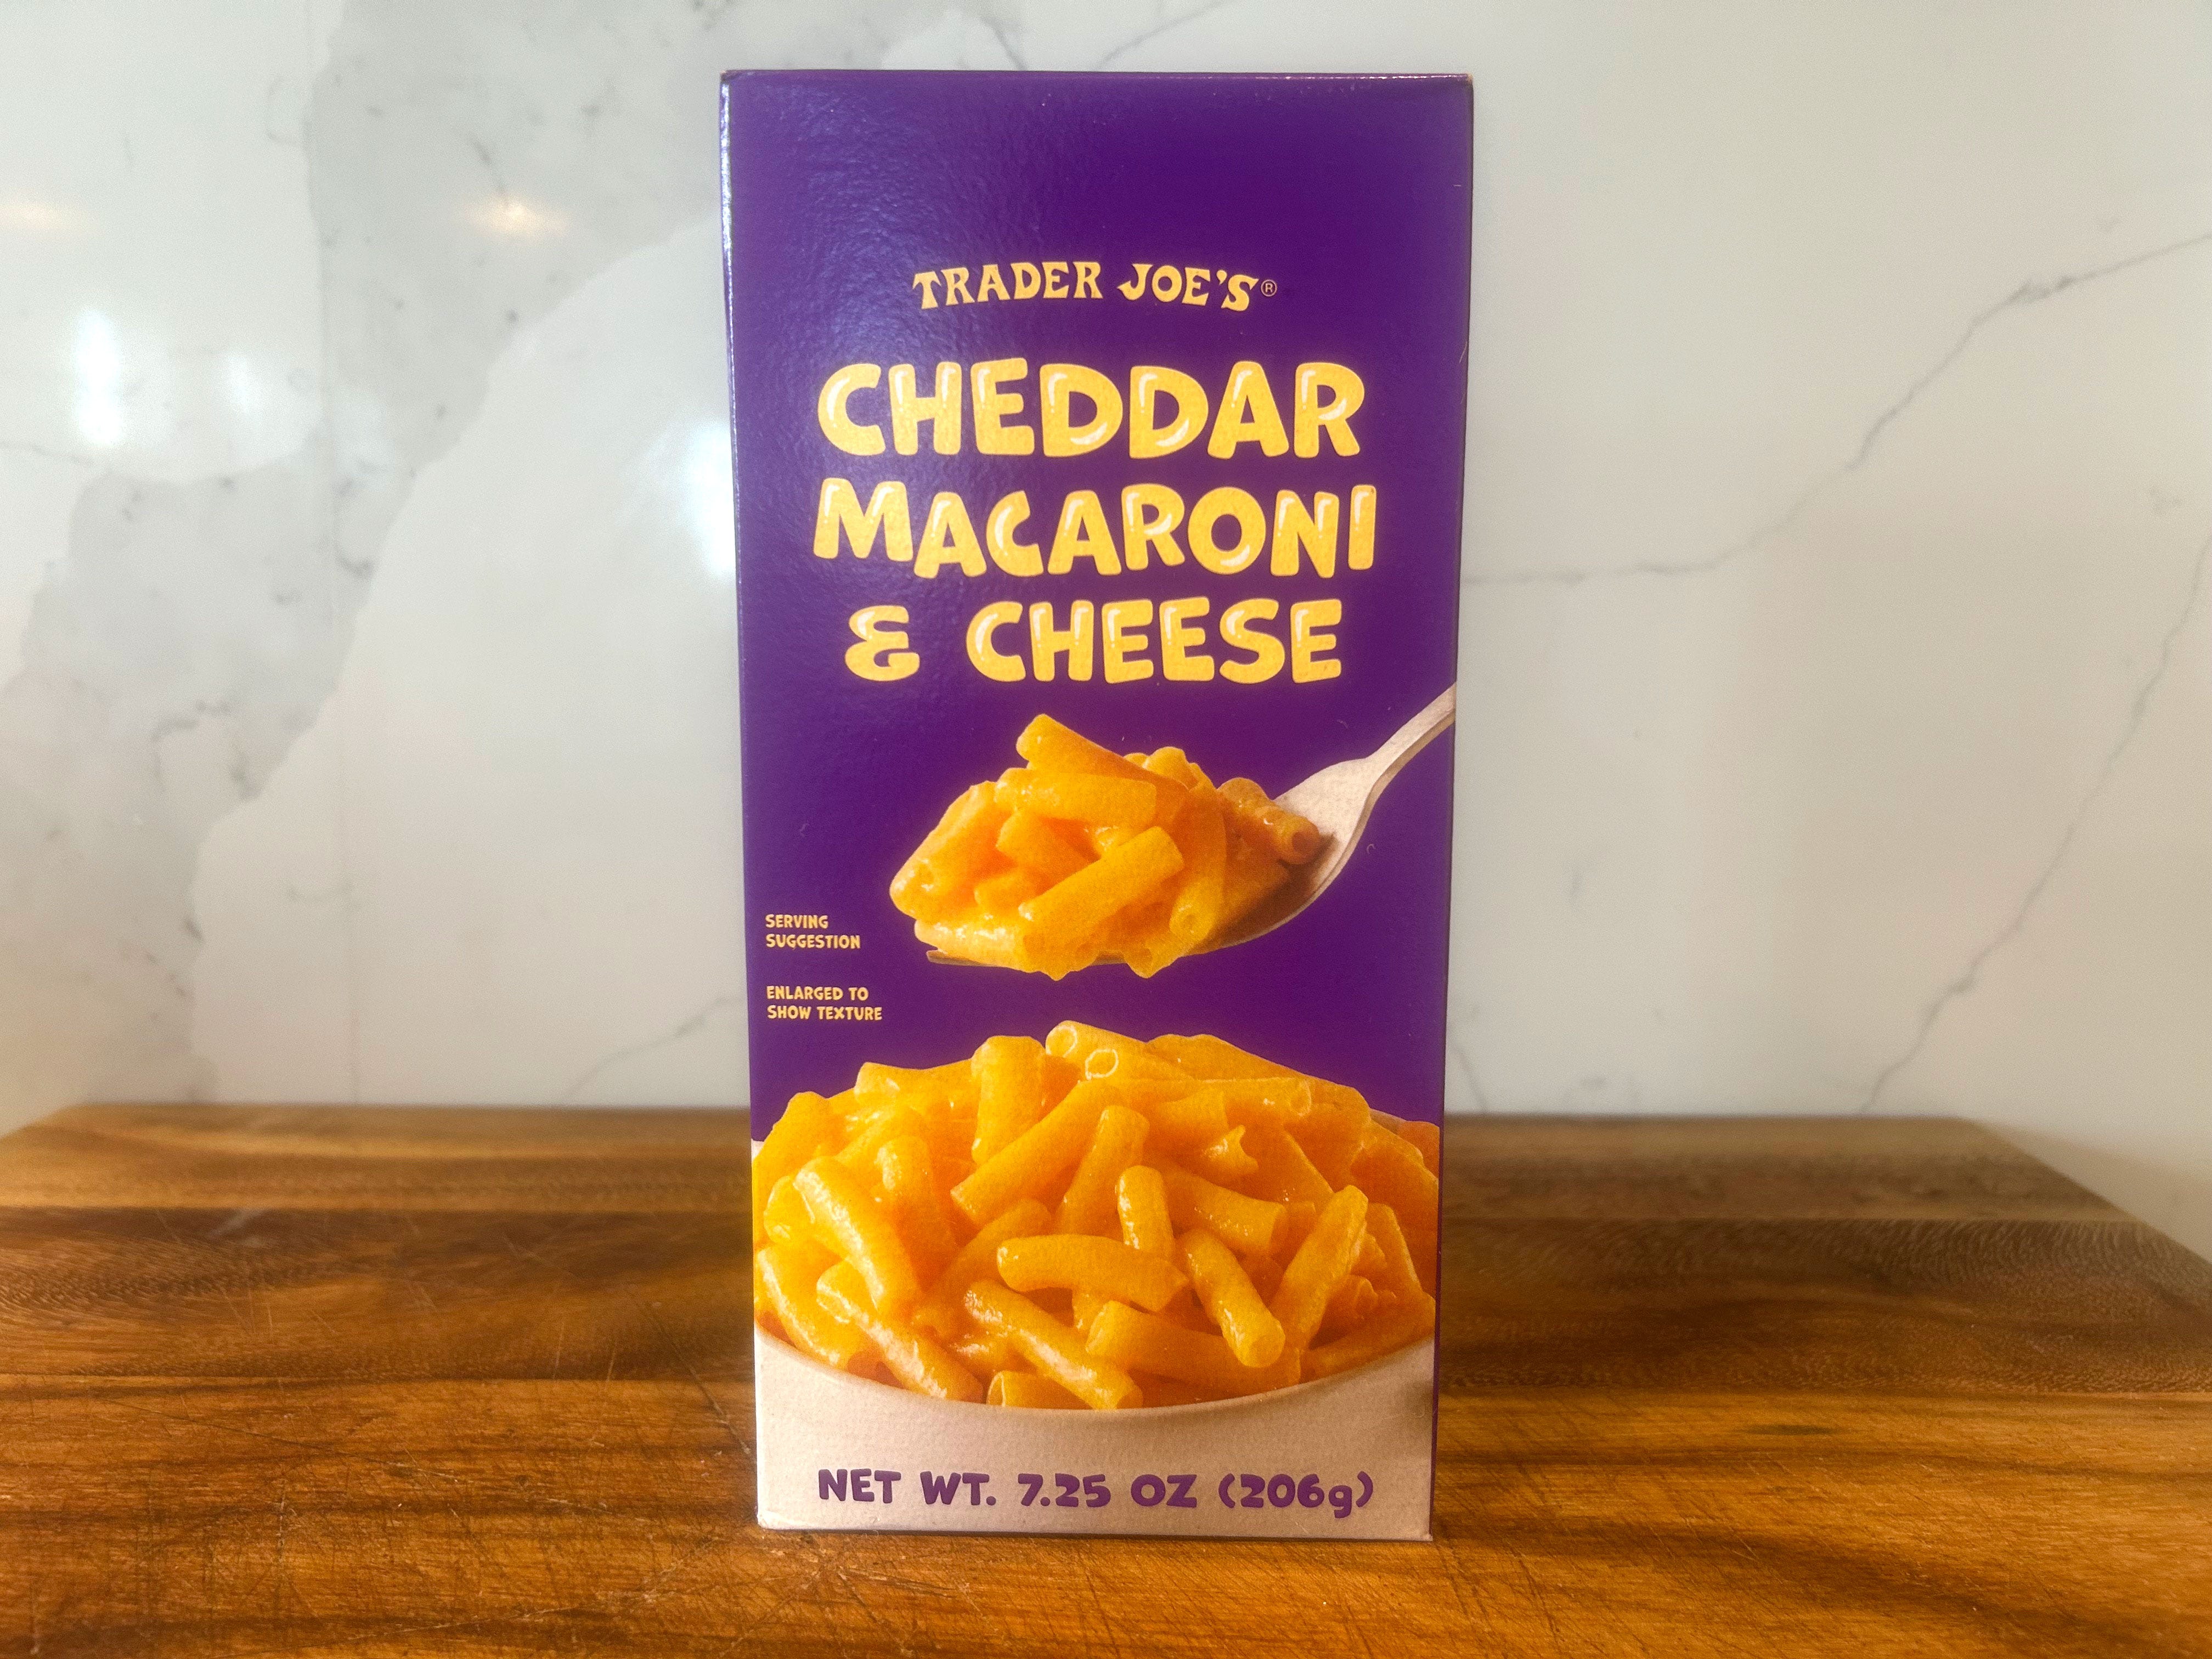 TRADER JOE'S®
CHEDDAR
MACARONI
& CHEESE
SERVING
SUGGESTION
ENLARGED TO
SHOW TEXTURE
NET WT. 7.25 OZ (206g)